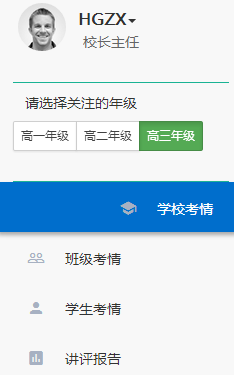 HGZX
校长主任
请选择关注的年级
高一年级 高二年级 高三年级
学校考情
班级考情
学生考情
讲评报告